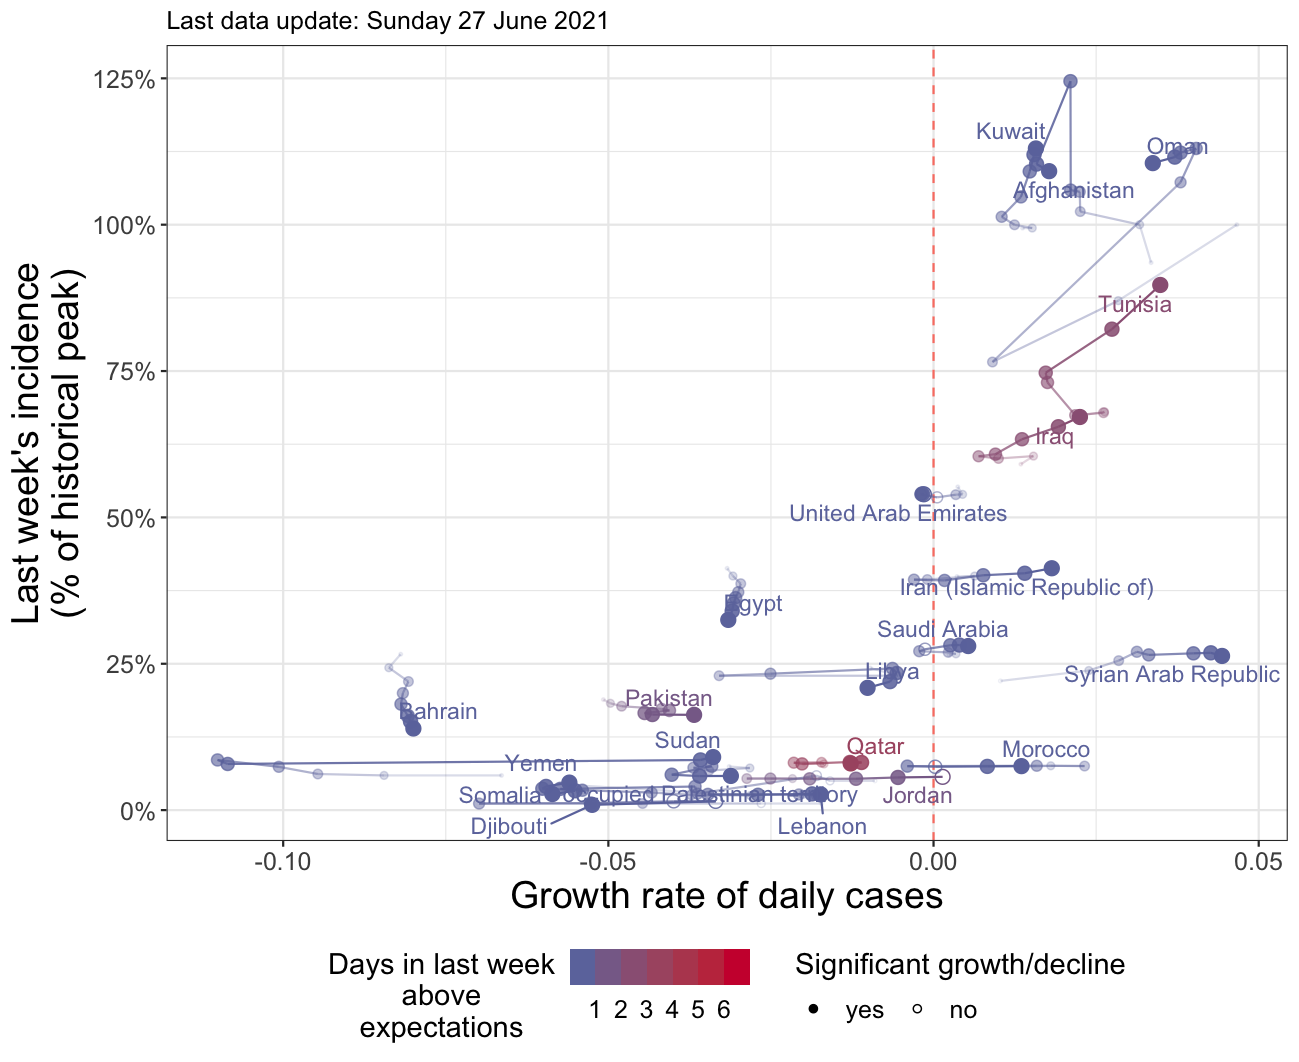 Last data update: Sunday 27 June 2021
Last week's incidence
(% of historical peak)
125%
100%
75%
50%
25%
0%
Kuwait
Oman
Afghanistan
Tunisia
Iraq
United Arab Emirates
Iran (Islamic Republic of)
Egypt
Saudi Arabia
Libya
Syrian Arab Republic
Pakistan
Bahrain
Sudan
Qatar
Morocco
Yemen
Somalia
occupied Palestinian territory
Jordan
Djibouti
Lebanon
-0.10
-0.05
0.00
0.05
Growth rate of daily cases
Days in last week
above
expectations
1 2 3 4 5 6
Significant growth/decline
yes
no